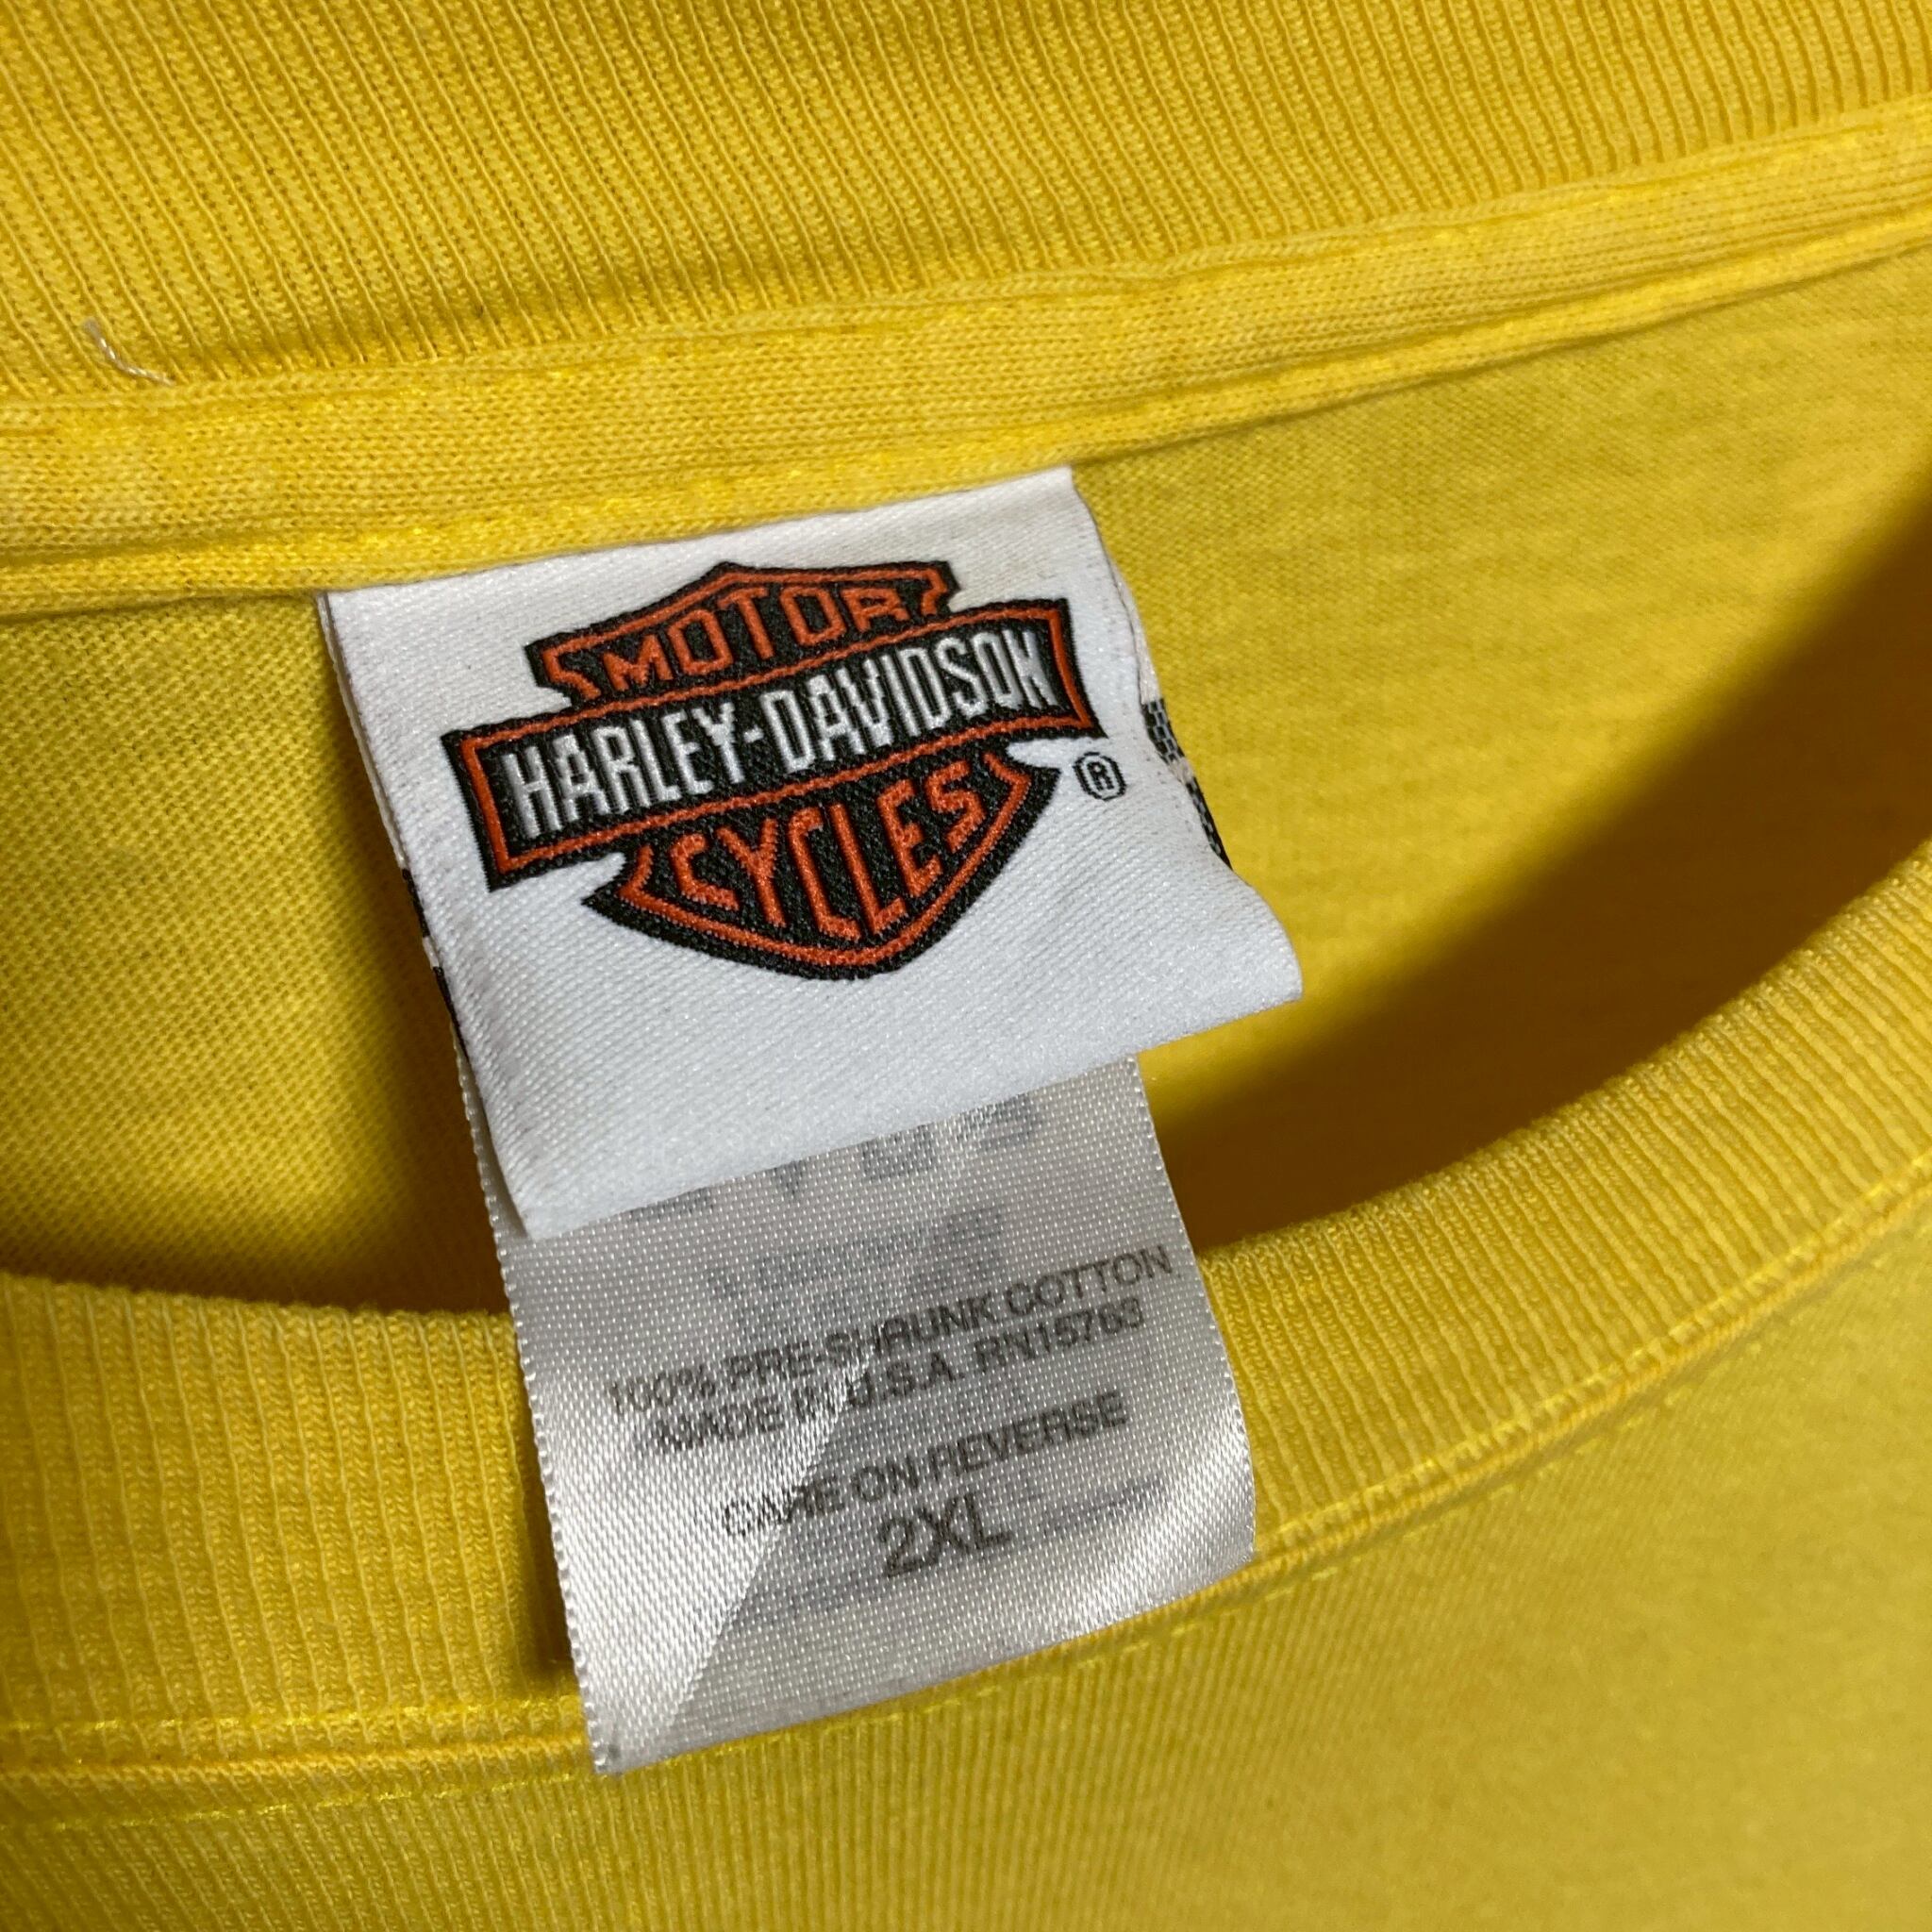 MOTOR
HARLEY-DAVIDSON
CYCLES
®
100% PRE-SHRUNK COTTON
MADE IN U.S.A. RN15763
CARE ON REVERSE
2XL